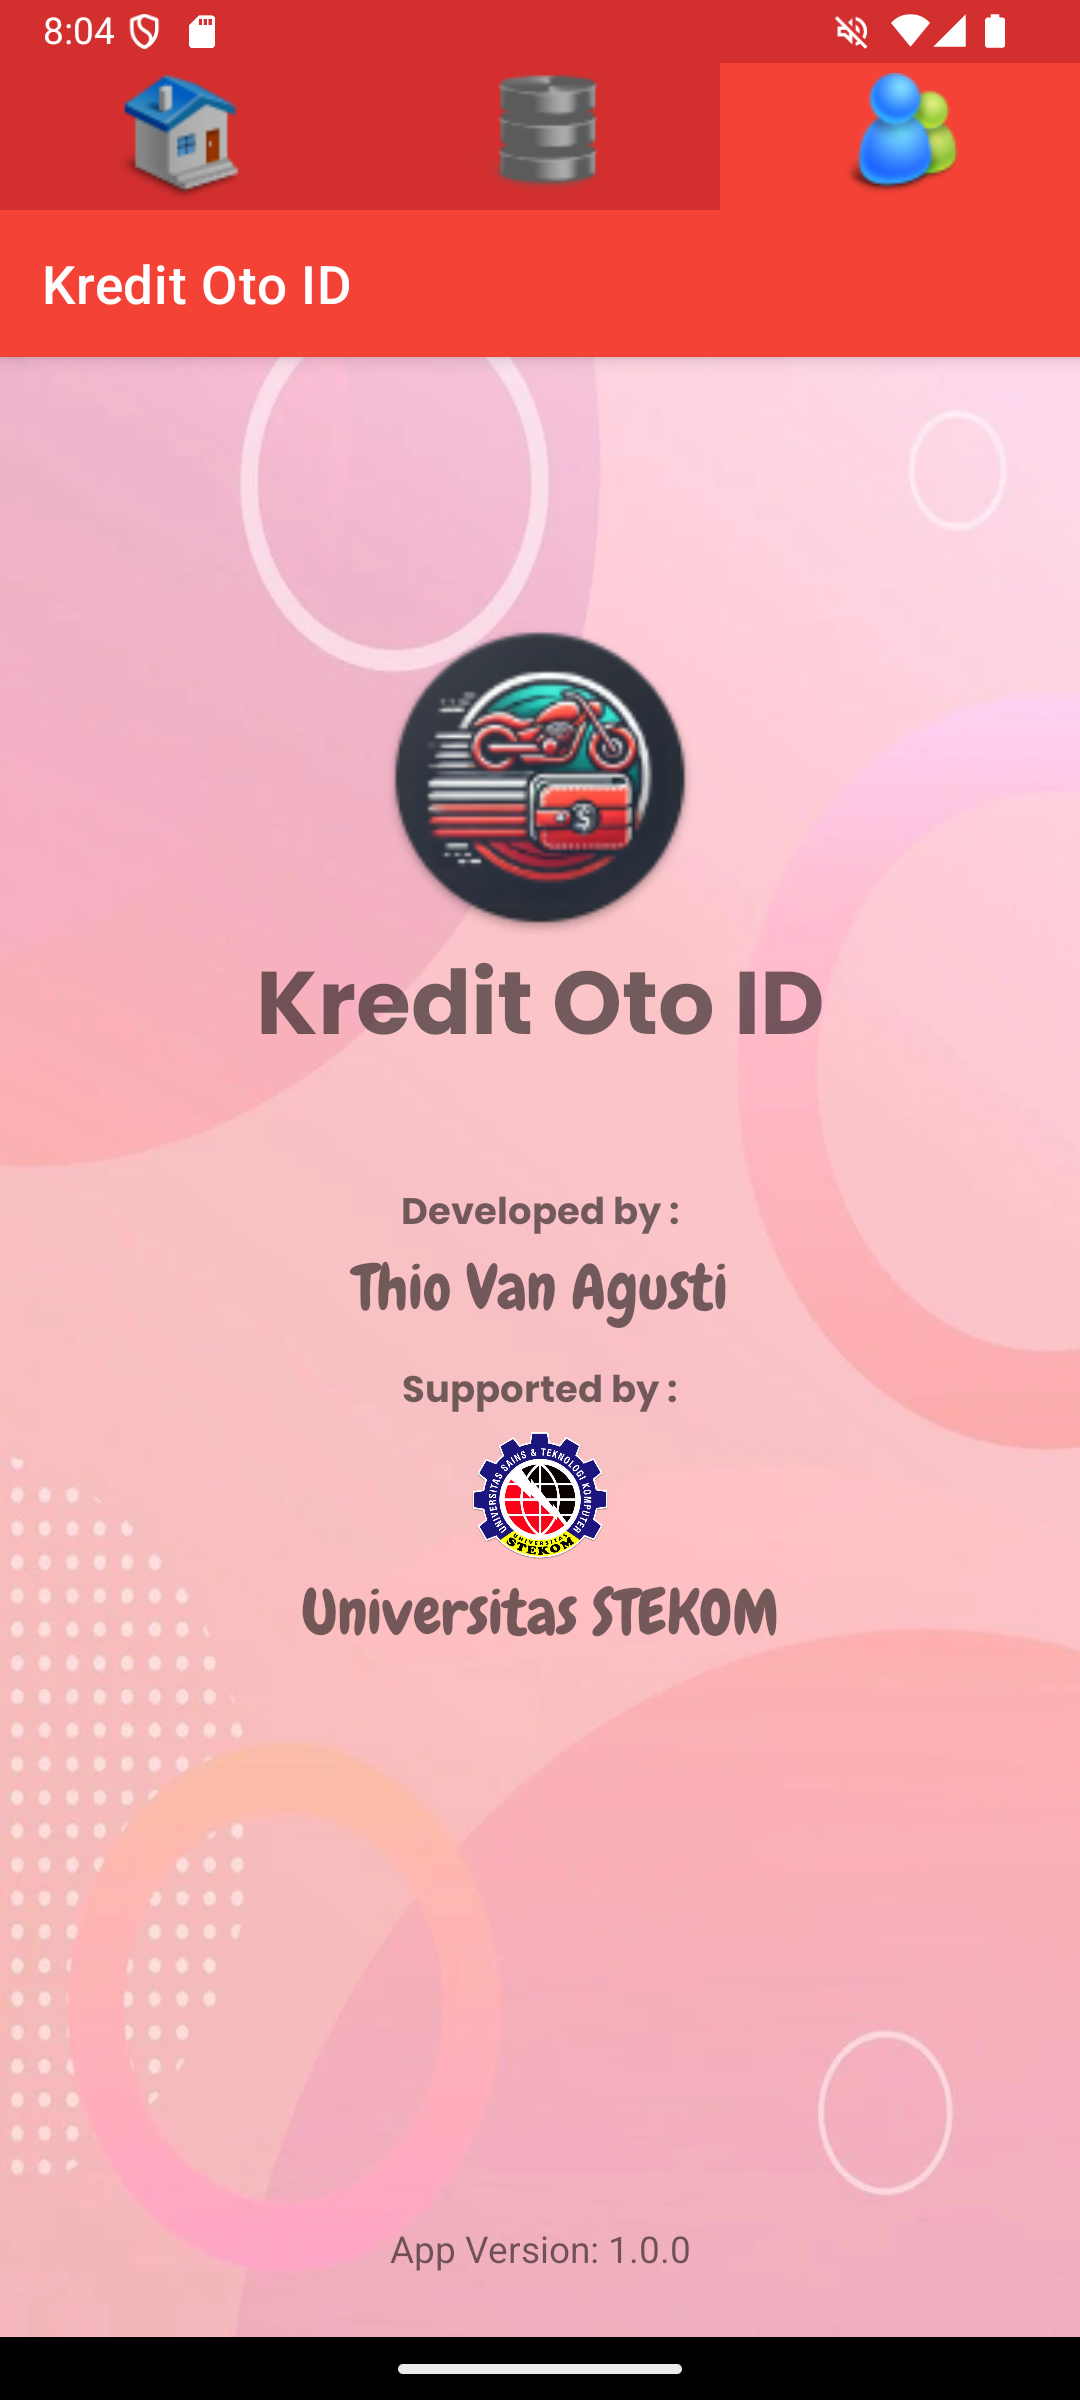 8:04
Kredit Oto ID
$
Kredit Oto ID
Developed by :
Thio Van Agusti
Supported by :
UNIVERSITAS SAINS & TEKNOLOGI KOMPUTER
UNIVERSITAS
STEKOM
Universitas STEKOM
App Version: 1.0.0